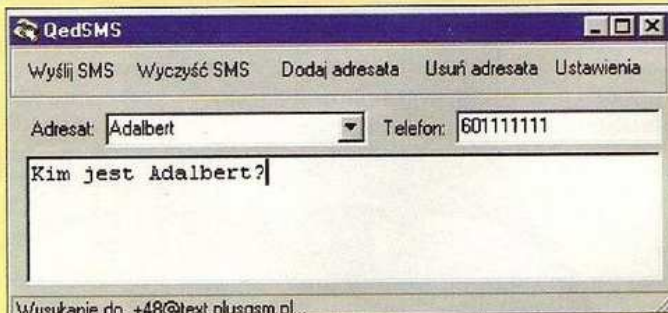 QedSMS
Wyślij SMS Wyczyść SMS Dodaj adresata Usuń adresata Ustawienia
Adresat: Adalbert Telefon: 601111111
Kim jest Adalbert?
Wysukanie do +48@text.plusgsm.pl...